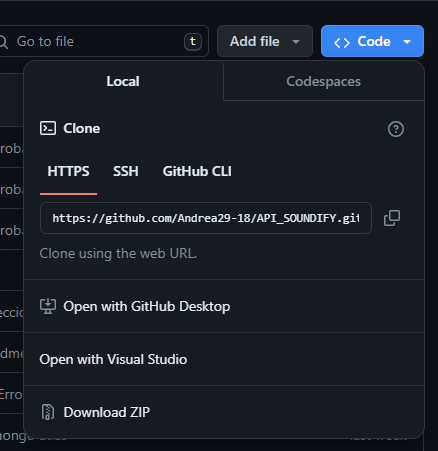 Go to file
t
Add file
Code
Local
Codespaces
Clone
HTTPS
SSH
GitHub CLI
https://github.com/Andrea29-18/API_SOUNDIFY.git
Clone using the web URL.
Open with GitHub Desktop
Open with Visual Studio
Download ZIP